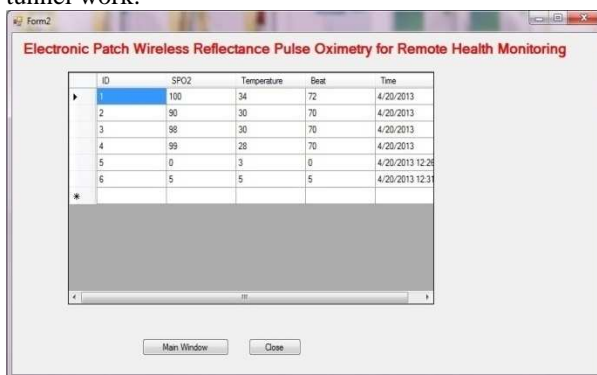 tunnel work.
Form2
Electronic Patch Wireless Reflectance Pulse Oximetry for Remote Health Monitoring
ID SPO2 Temperature Beat Time
1 100 34 72 4/20/2013
2 90 30 70 4/20/2013
3 98 30 70 4/20/2013
4 99 28 70 4/20/2013
5 0 3 0 4/20/2013 12:26
6 5 5 5 4/20/2013 12:31
Main Window Close